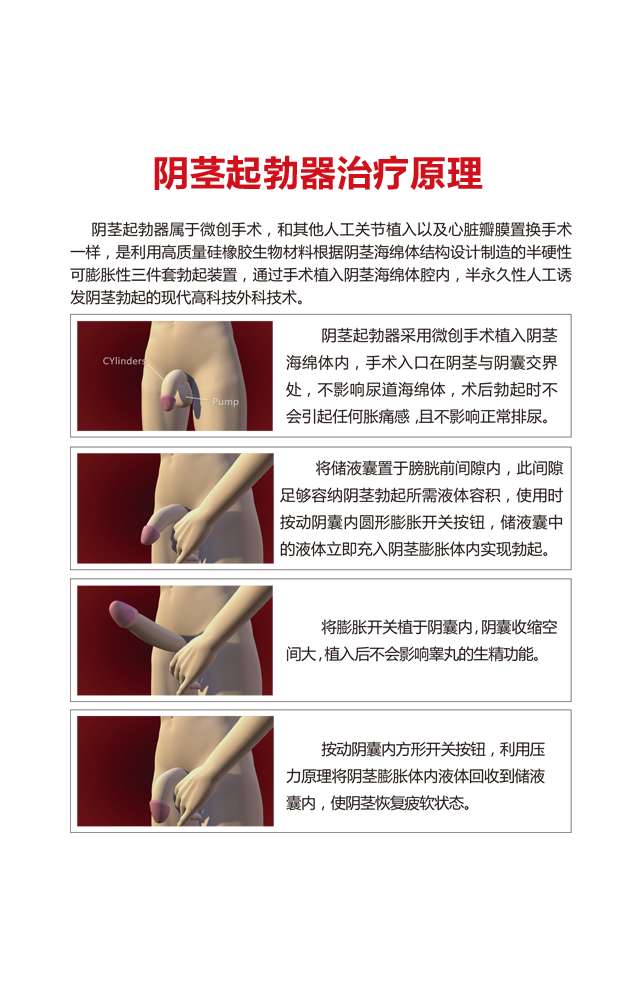 阴茎起勃器治疗原理
阴茎起勃器属于微创手术，和其他人工关节植入以及心脏瓣膜置换手术
一样，是利用高质量硅橡胶生物材料根据阴茎海绵体结构设计制造的半硬性
可膨胀性三件套勃起装置，通过手术植入阴茎海绵体腔内，半永久性人工诱
发阴茎勃起的现代高科技外科技术。
CYlinders
Pump
阴茎起勃器采用微创手术植入阴茎
海绵体内，手术入口在阴茎与阴囊交界
处，不影响尿道海绵体，术后勃起时不
会引起任何胀痛感，且不影响正常排尿。
将储液囊置于膀胱前间隙内，此间隙
足够容纳阴茎勃起所需液体容积，使用时
按动阴囊内圆形膨胀开关按钮，储液囊中
的液体立即充入阴茎膨胀体内实现勃起。
将膨胀开关植于阴囊内，阴囊收缩空
间大，植入后不会影响睾丸的生精功能。
按动阴囊内方形开关按钮，利用压
力原理将阴茎膨胀体内液体回收到储液
囊内，使阴茎恢复疲软状态。